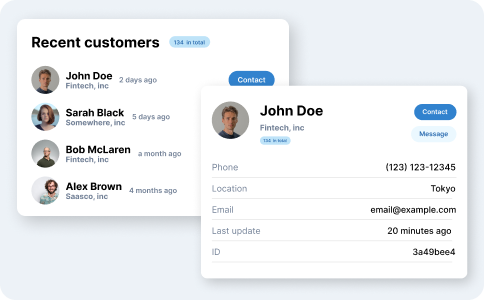 Recent customers 134 in total
John Doe 2 days ago
Fintech, inc
Contact
Sarah Black 5 days ago
Somewhere, inc
Bob McLaren a month ago
Fintech, inc
Alex Brown 4 months ago
Saasco, inc
John Doe
Fintech, inc
134 in total
Contact
Message
Phone (123) 123-12345
Location Tokyo
Email email@example.com
Last update 20 minutes ago
ID 3a49bee4